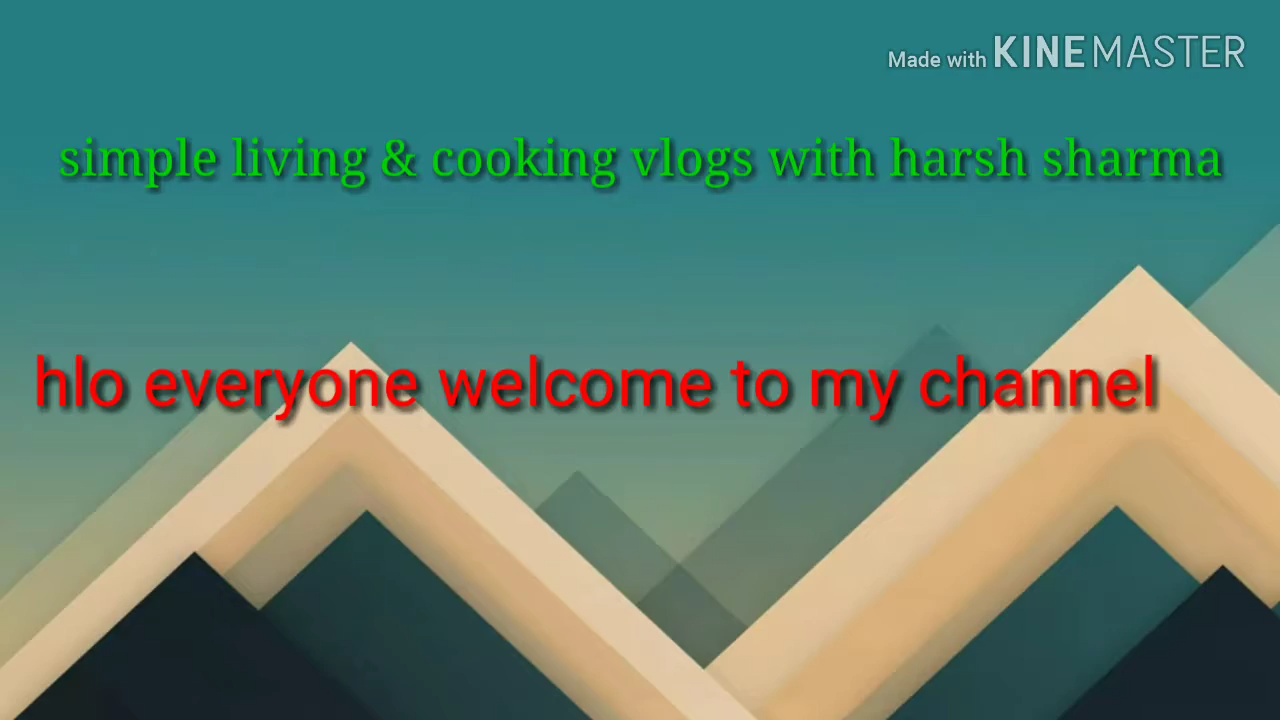 Made with KINEMASTER
simple living & cooking vlogs with harsh sharma
hlo everyone welcome to my channel